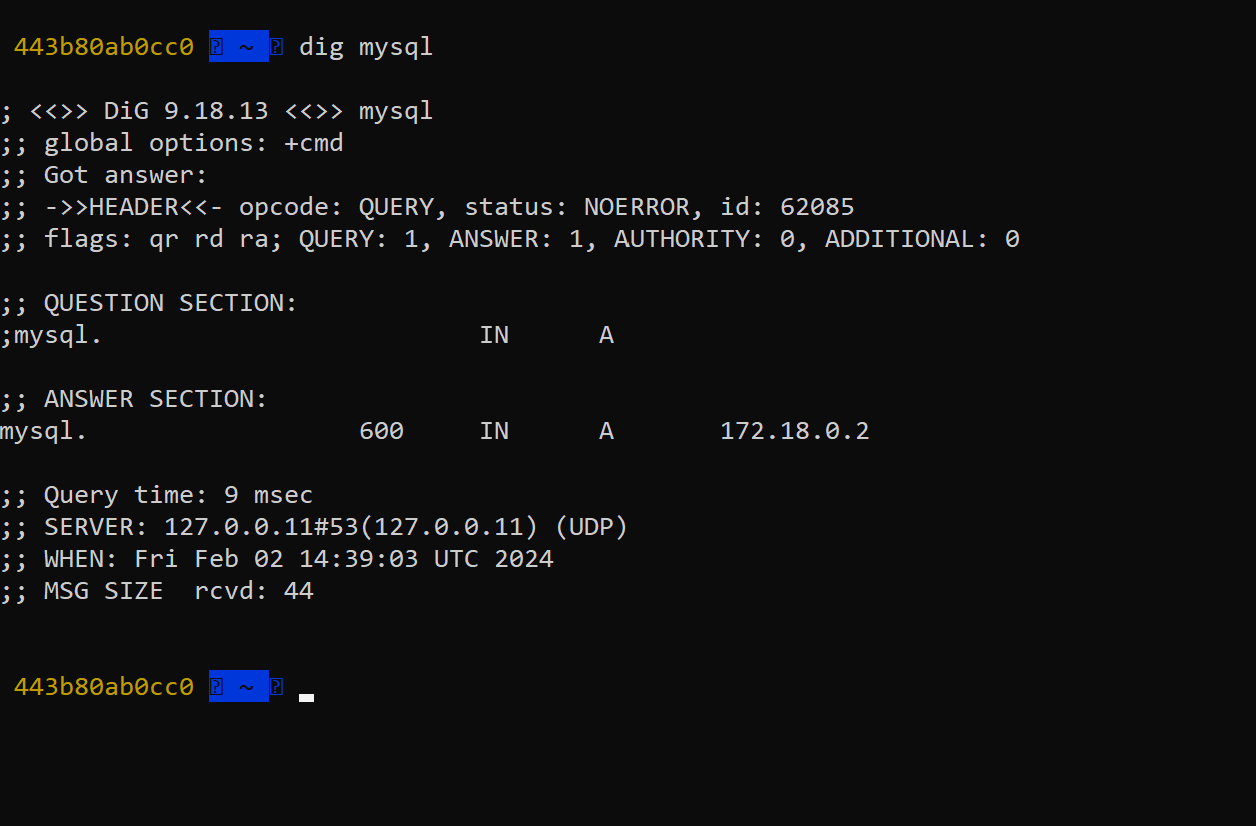 443b80ab0cc0 ~ dig mysql
; <<>> DiG 9.18.13 <<>> mysql
;; global options: +cmd
;; Got answer:
;; ->>HEADER<<- opcode: QUERY, status: NOERROR, id: 62085
;; flags: qr rd ra; QUERY: 1, ANSWER: 1, AUTHORITY: 0, ADDITIONAL: 0
;; QUESTION SECTION:
;mysql. IN A
;; ANSWER SECTION:
mysql. 600 IN A 172.18.0.2
;; Query time: 9 msec
;; SERVER: 127.0.0.11#53(127.0.0.11) (UDP)
;; WHEN: Fri Feb 02 14:39:03 UTC 2024
;; MSG SIZE  rcvd: 44
443b80ab0cc0 ~